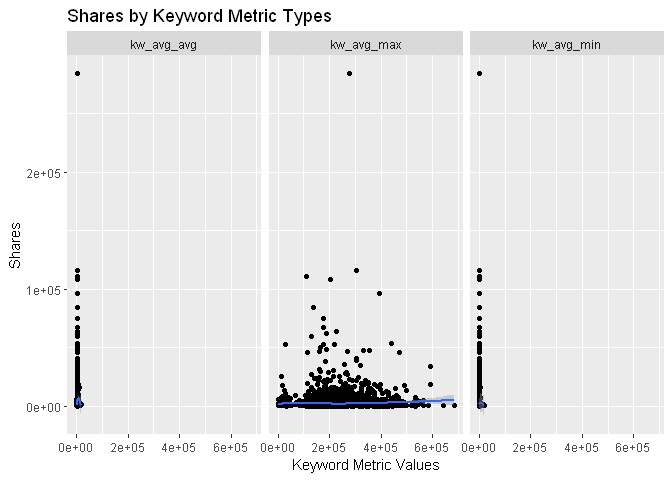 Shares by Keyword Metric Types
kw_avg_avg kw_avg_max kw_avg_min
2e+05
1e+05
0e+00
Shares
0e+00 2e+05 4e+05 6e+05 0e+00 2e+05 4e+05 6e+05 0e+00 2e+05 4e+05 6e+05
Keyword Metric Values